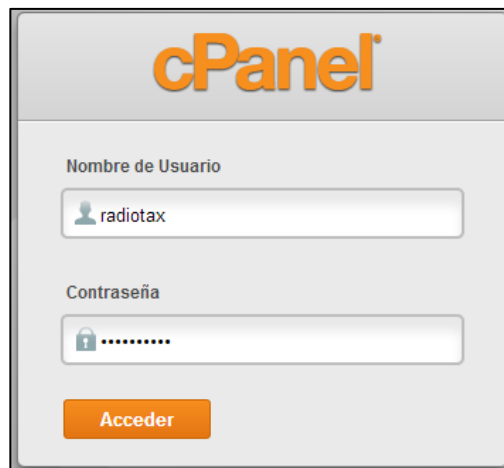 cPanel
Nombre de Usuario
radiotax
Contraseña
••••••••••
Acceder